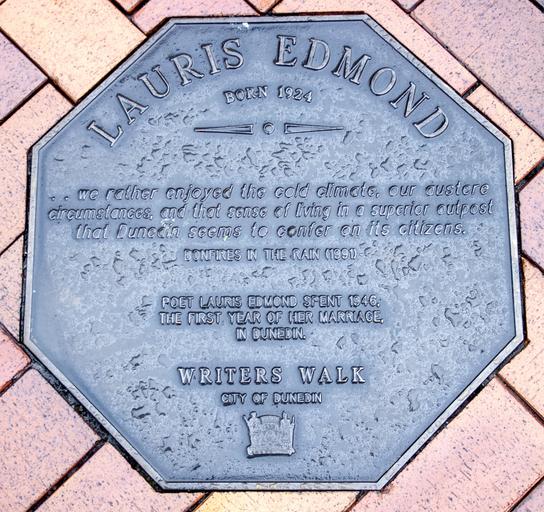 LAURIS EDMOND
BORN 1924
.. we rather enjoyed the cold climate, our austere
circumstances, and that sense of living in a superior outpost
that Dunedin seems to confer on its citizens.
BONFIRES IN THE RAIN (1991)
POET LAURIS EDMOND SPENT 1946,
THE FIRST YEAR OF HER MARRIAGE,
IN DUNEDIN.
WRITERS WALK
CITY OF DUNEDIN